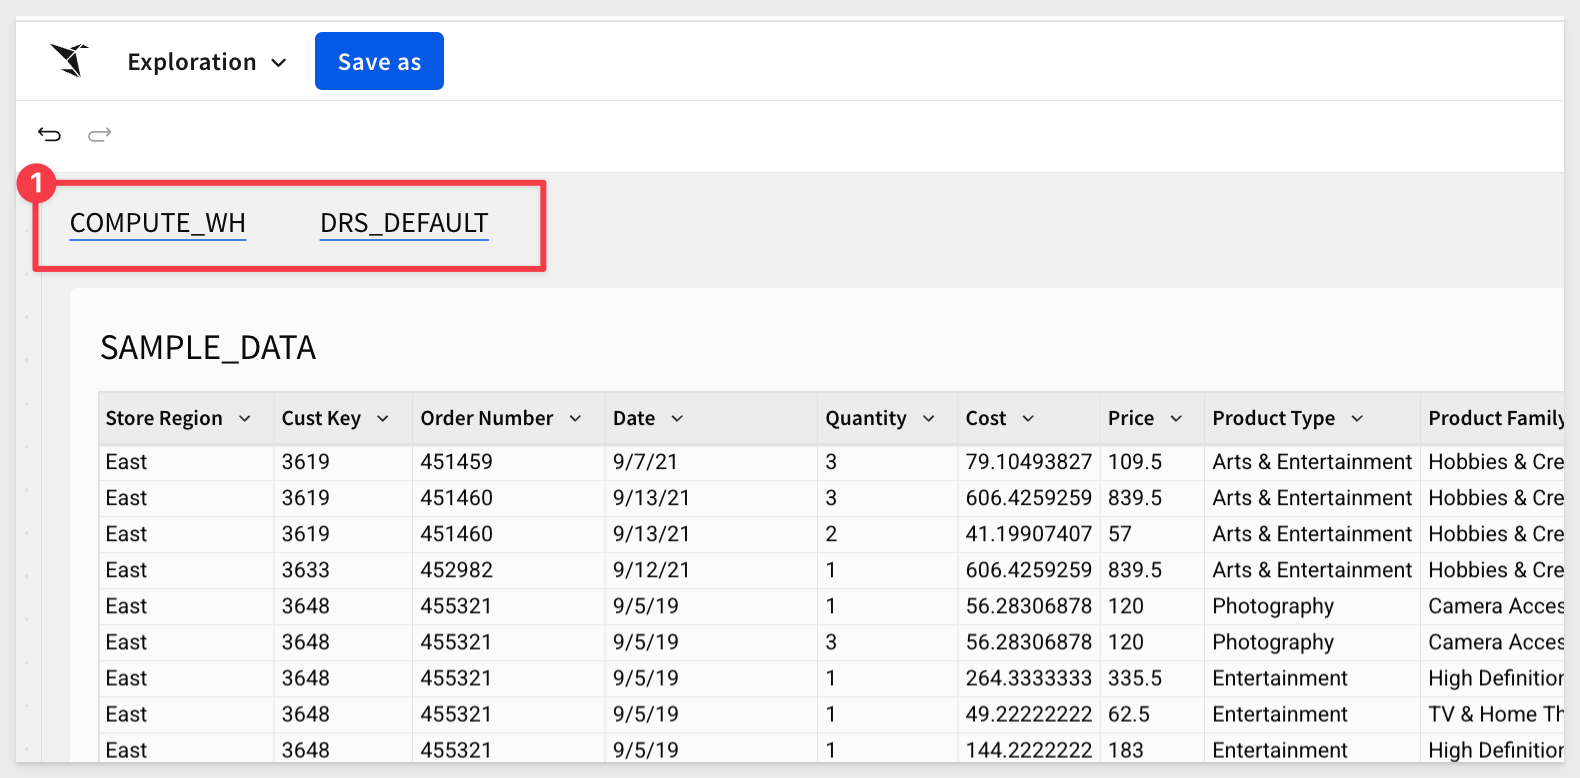 Exploration Save as
1
COMPUTE_WH DRS_DEFAULT
SAMPLE_DATA
Store Region Cust Key Order Number Date Quantity Cost Price Product Type Product Family
East 3619 451459 9/7/21 3 79.10493827 109.5 Arts & Entertainment Hobbies & Cre
East 3619 451460 9/13/21 3 606.4259259 839.5 Arts & Entertainment Hobbies & Cre
East 3619 451460 9/13/21 2 41.19907407 57 Arts & Entertainment Hobbies & Cre
East 3633 452982 9/12/21 1 606.4259259 839.5 Arts & Entertainment Hobbies & Cre
East 3648 455321 9/5/19 1 56.28306878 120 Photography Camera Acces
East 3648 455321 9/5/19 3 56.28306878 120 Photography Camera Acces
East 3648 455321 9/5/19 1 264.3333333 335.5 Entertainment High Definition
East 3648 455321 9/5/19 1 49.22222222 62.5 Entertainment TV & Home Th
East 3648 455321 9/5/19 1 144.2222222 183 Entertainment High Definition